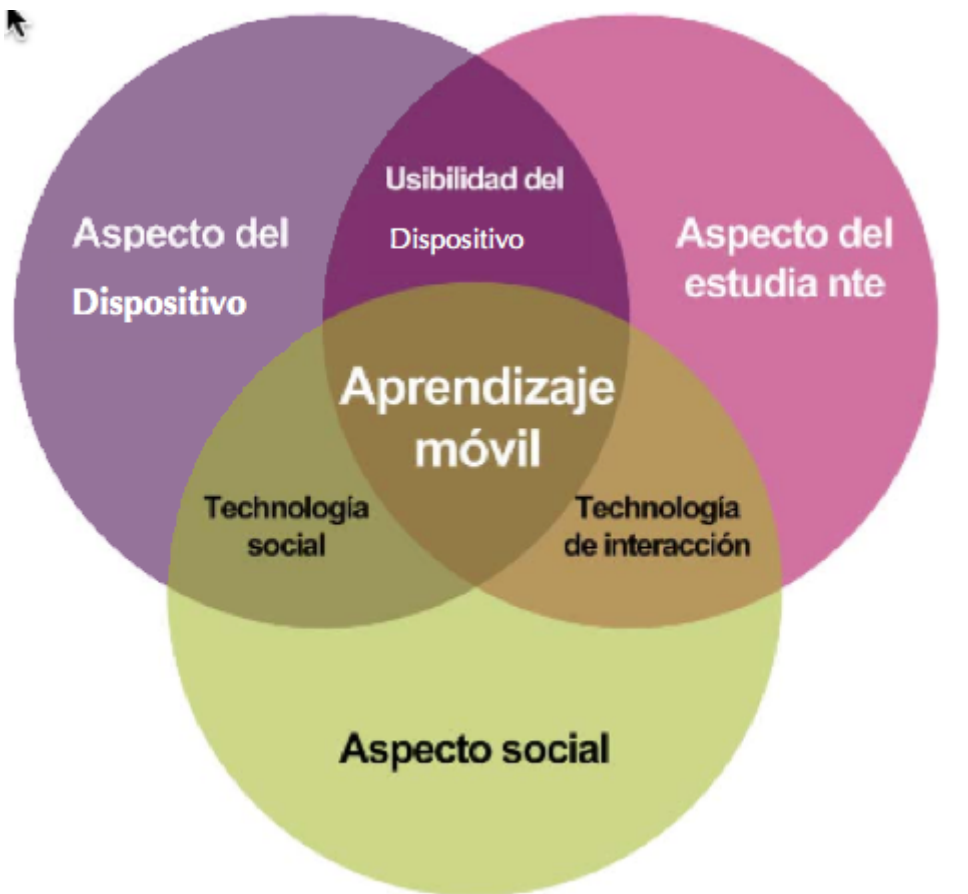 Usibilidad del
Dispositivo
Aspecto del
Dispositivo
Aspecto del
estudia nte
Aprendizaje
móvil
Technología
social
Technología
de interacción
Aspecto social